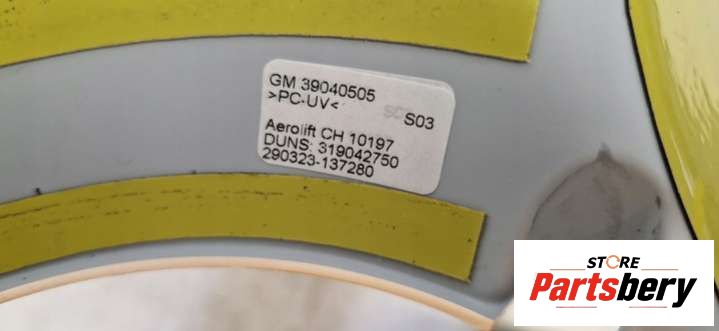 GM 39040505
>PC-UV<
S03
Aerolift CH 10197
DUNS: 319042750
290323-137280
STORE
Partsbery